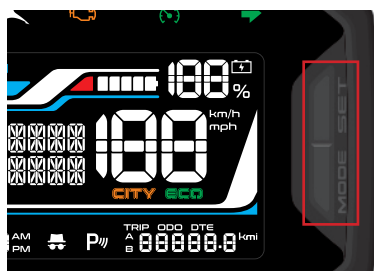 188 %
188 km/h
mph
CITY ECO
AM
PM
P
TRIP ODO DTE
A
B
88888.8 kmi
MODE SET